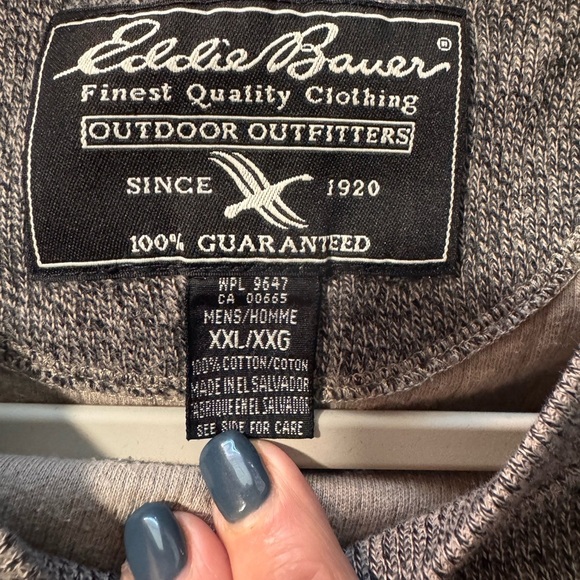 Eddie Bauer®
Finest Quality Clothing
OUTDOOR OUTFITTERS
SINCE 1920
100% GUARANTEED
WPL 9647
CA 00665
MENS/HOMME
XXL/XXG
100% COTTON/COTON
MADE IN EL SALVADOR
FABRIQUE EN EL SALVADOR
SEE SIDE FOR CARE